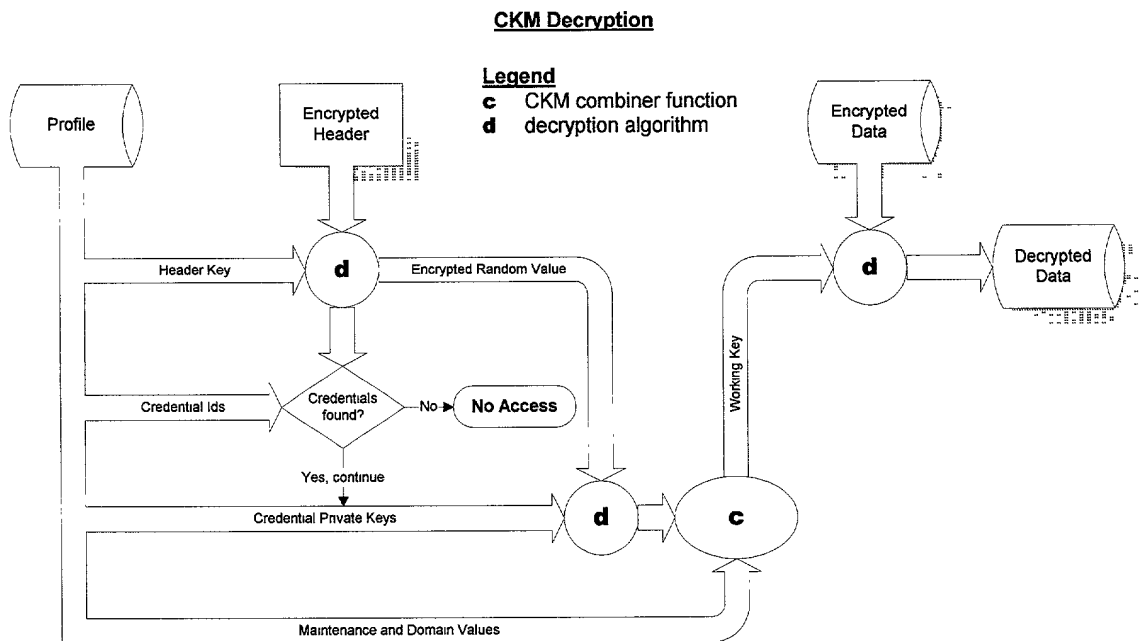 CKM Decryption
Legend
c CKM combiner function
d decryption algorithm
Profile
Encrypted
Header
Encrypted
Data
Header Key
d
Encrypted Random Value
d
Decrypted
Data
Working Key
Credential Ids
Credentials
found?
No
No Access
Yes, continue
Credential Private Keys
d
c
Maintenance and Domain Values